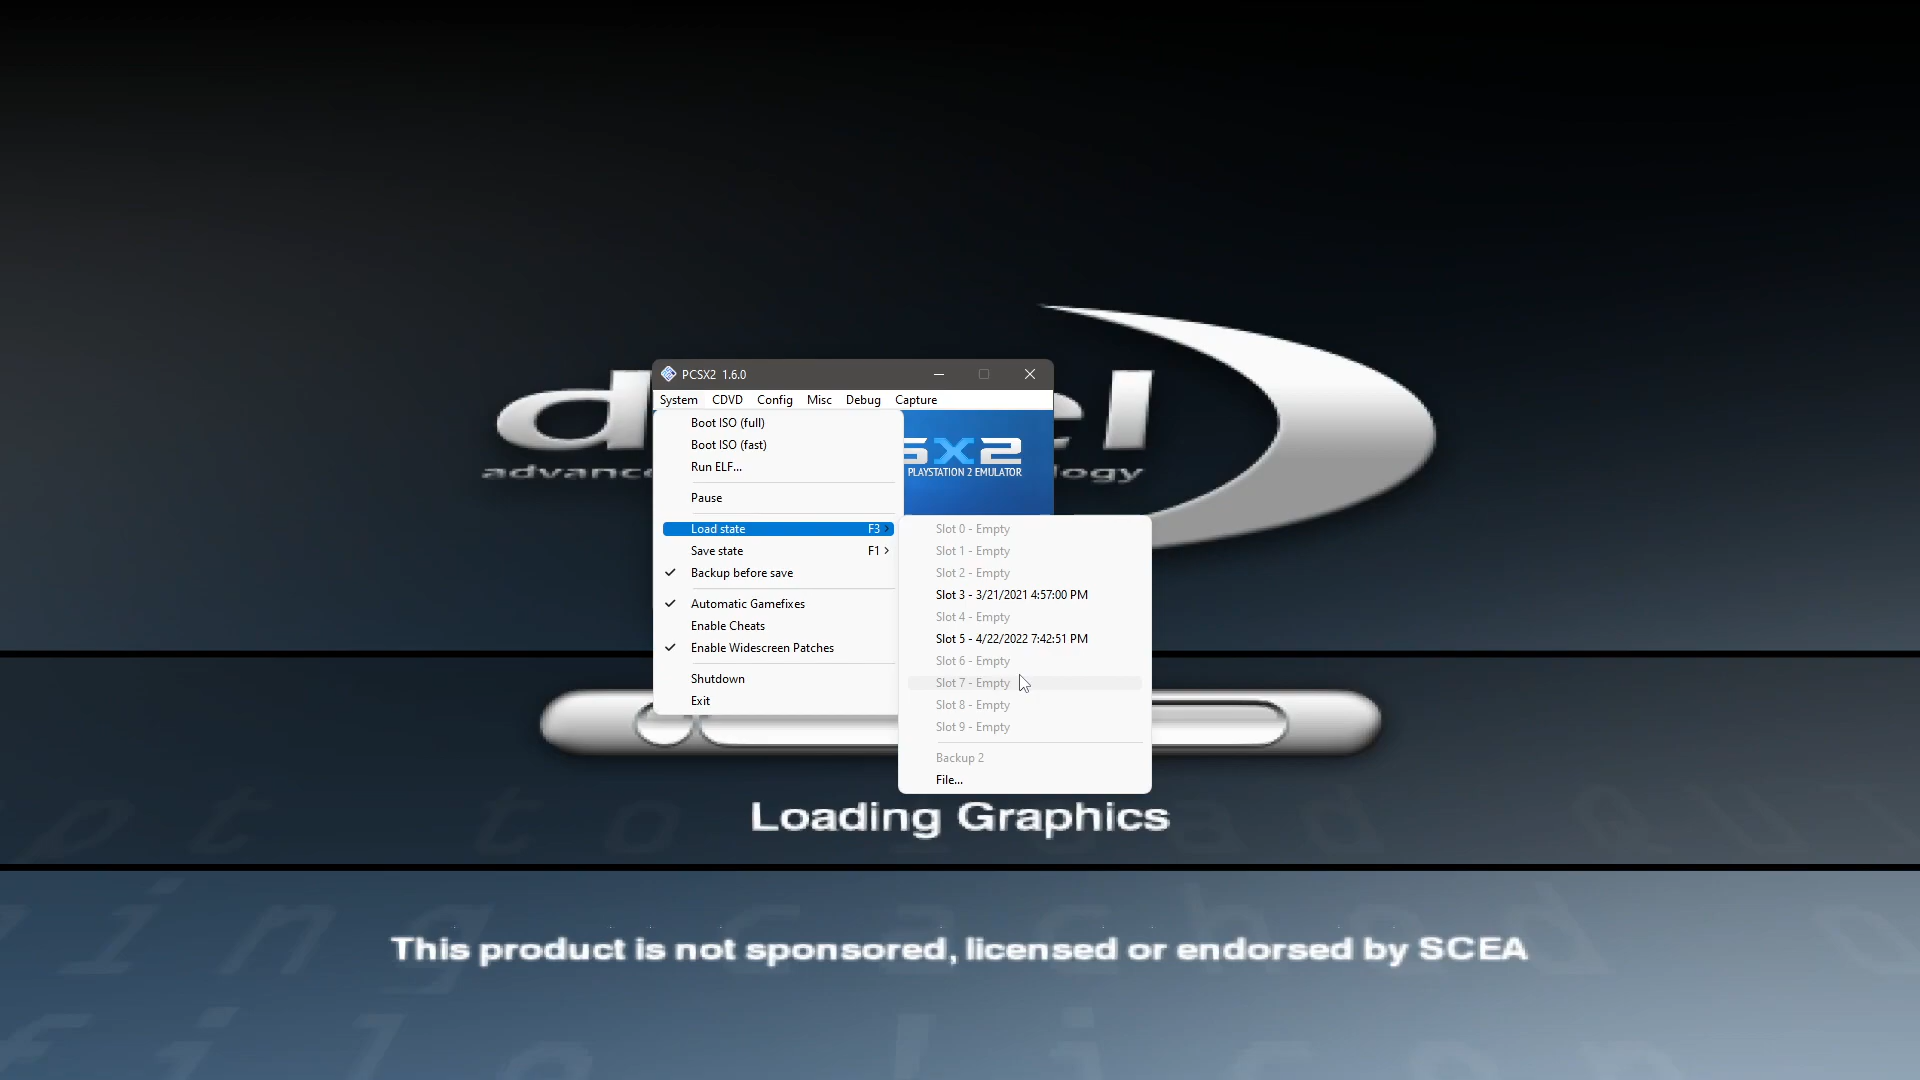 PCSX2 1.6.0
System CDVD Config Misc Debug Capture
Boot ISO (full)
Boot ISO (fast)
Run ELF...
Pause
Load state F3
Save state F1
Backup before save
Automatic Gamefixes
Enable Cheats
Enable Widescreen Patches
Shutdown
Exit
SX2
PLAYSTATION 2 EMULATOR
Slot 0 - Empty
Slot 1 - Empty
Slot 2 - Empty
Slot 3 - 3/21/2021 4:57:00 PM
Slot 4 - Empty
Slot 5 - 4/22/2022 7:42:51 PM
Slot 6 - Empty
Slot 7 - Empty
Slot 8 - Empty
Slot 9 - Empty
Backup 2
File...
Loading Graphics
This product is not sponsored, licensed or endorsed by SCEA